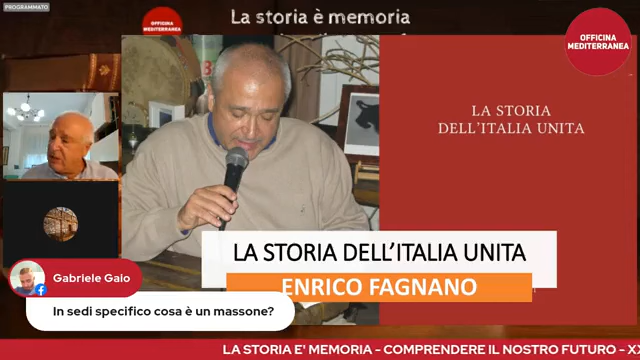 PROGRAMMATO
La storia è memoria
OFFICINA
MEDITERRANEA
OFFICINA
MEDITERRANEA
LA STORIA
DELL'ITALIA UNITA
LA STORIA DELL'ITALIA UNITA
ENRICO FAGNANO
Gabriele Gaio
In sedi specifico cosa è un massone?
LA STORIA E' MEMORIA - COMPRENDERE IL NOSTRO FUTURO - XX